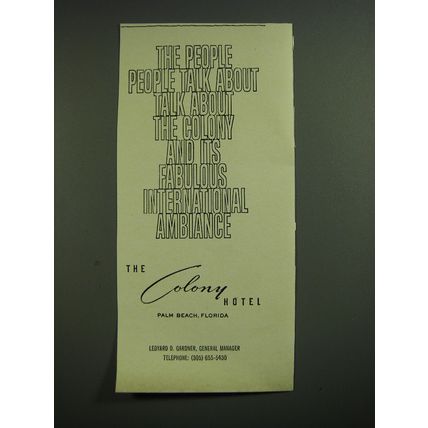 THE PEOPLE
PEOPLE TALK ABOUT
TALK ABOUT
THE COLONY
AND ITS
FABULOUS
INTERNATIONAL
AMBIANCE
THE Colony HOTEL
PALM BEACH, FLORIDA
LEDYARD D. GARDNER, GENERAL MANAGER
TELEPHONE: (305) 655-5430